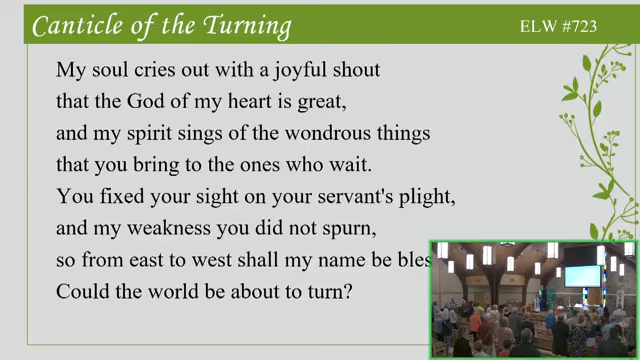 Canticle of the Turning
ELW #723
My soul cries out with a joyful shout
that the God of my heart is great,
and my spirit sings of the wondrous things
that you bring to the ones who wait.
You fixed your sight on your servant's plight,
and my weakness you did not spurn,
so from east to west shall my name be bles
Could the world be about to turn?